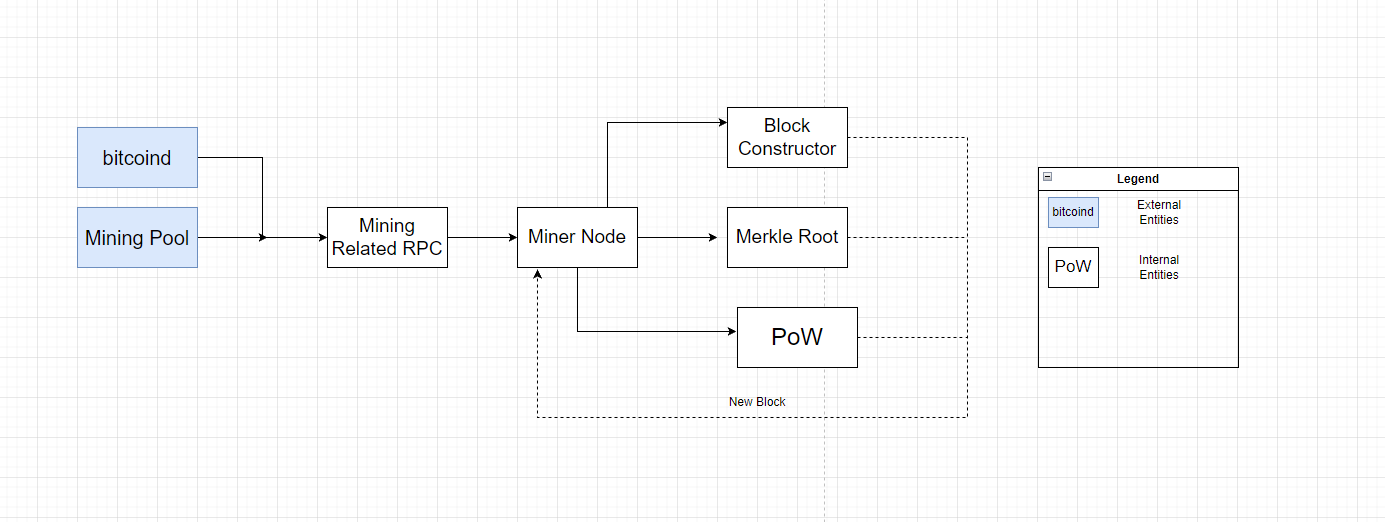 bitcoind
Mining Pool
Mining
Related RPC
Miner Node
Block
Constructor
Merkle Root
PoW
New Block
Legend
bitcoind
External
Entities
PoW
Internal
Entities